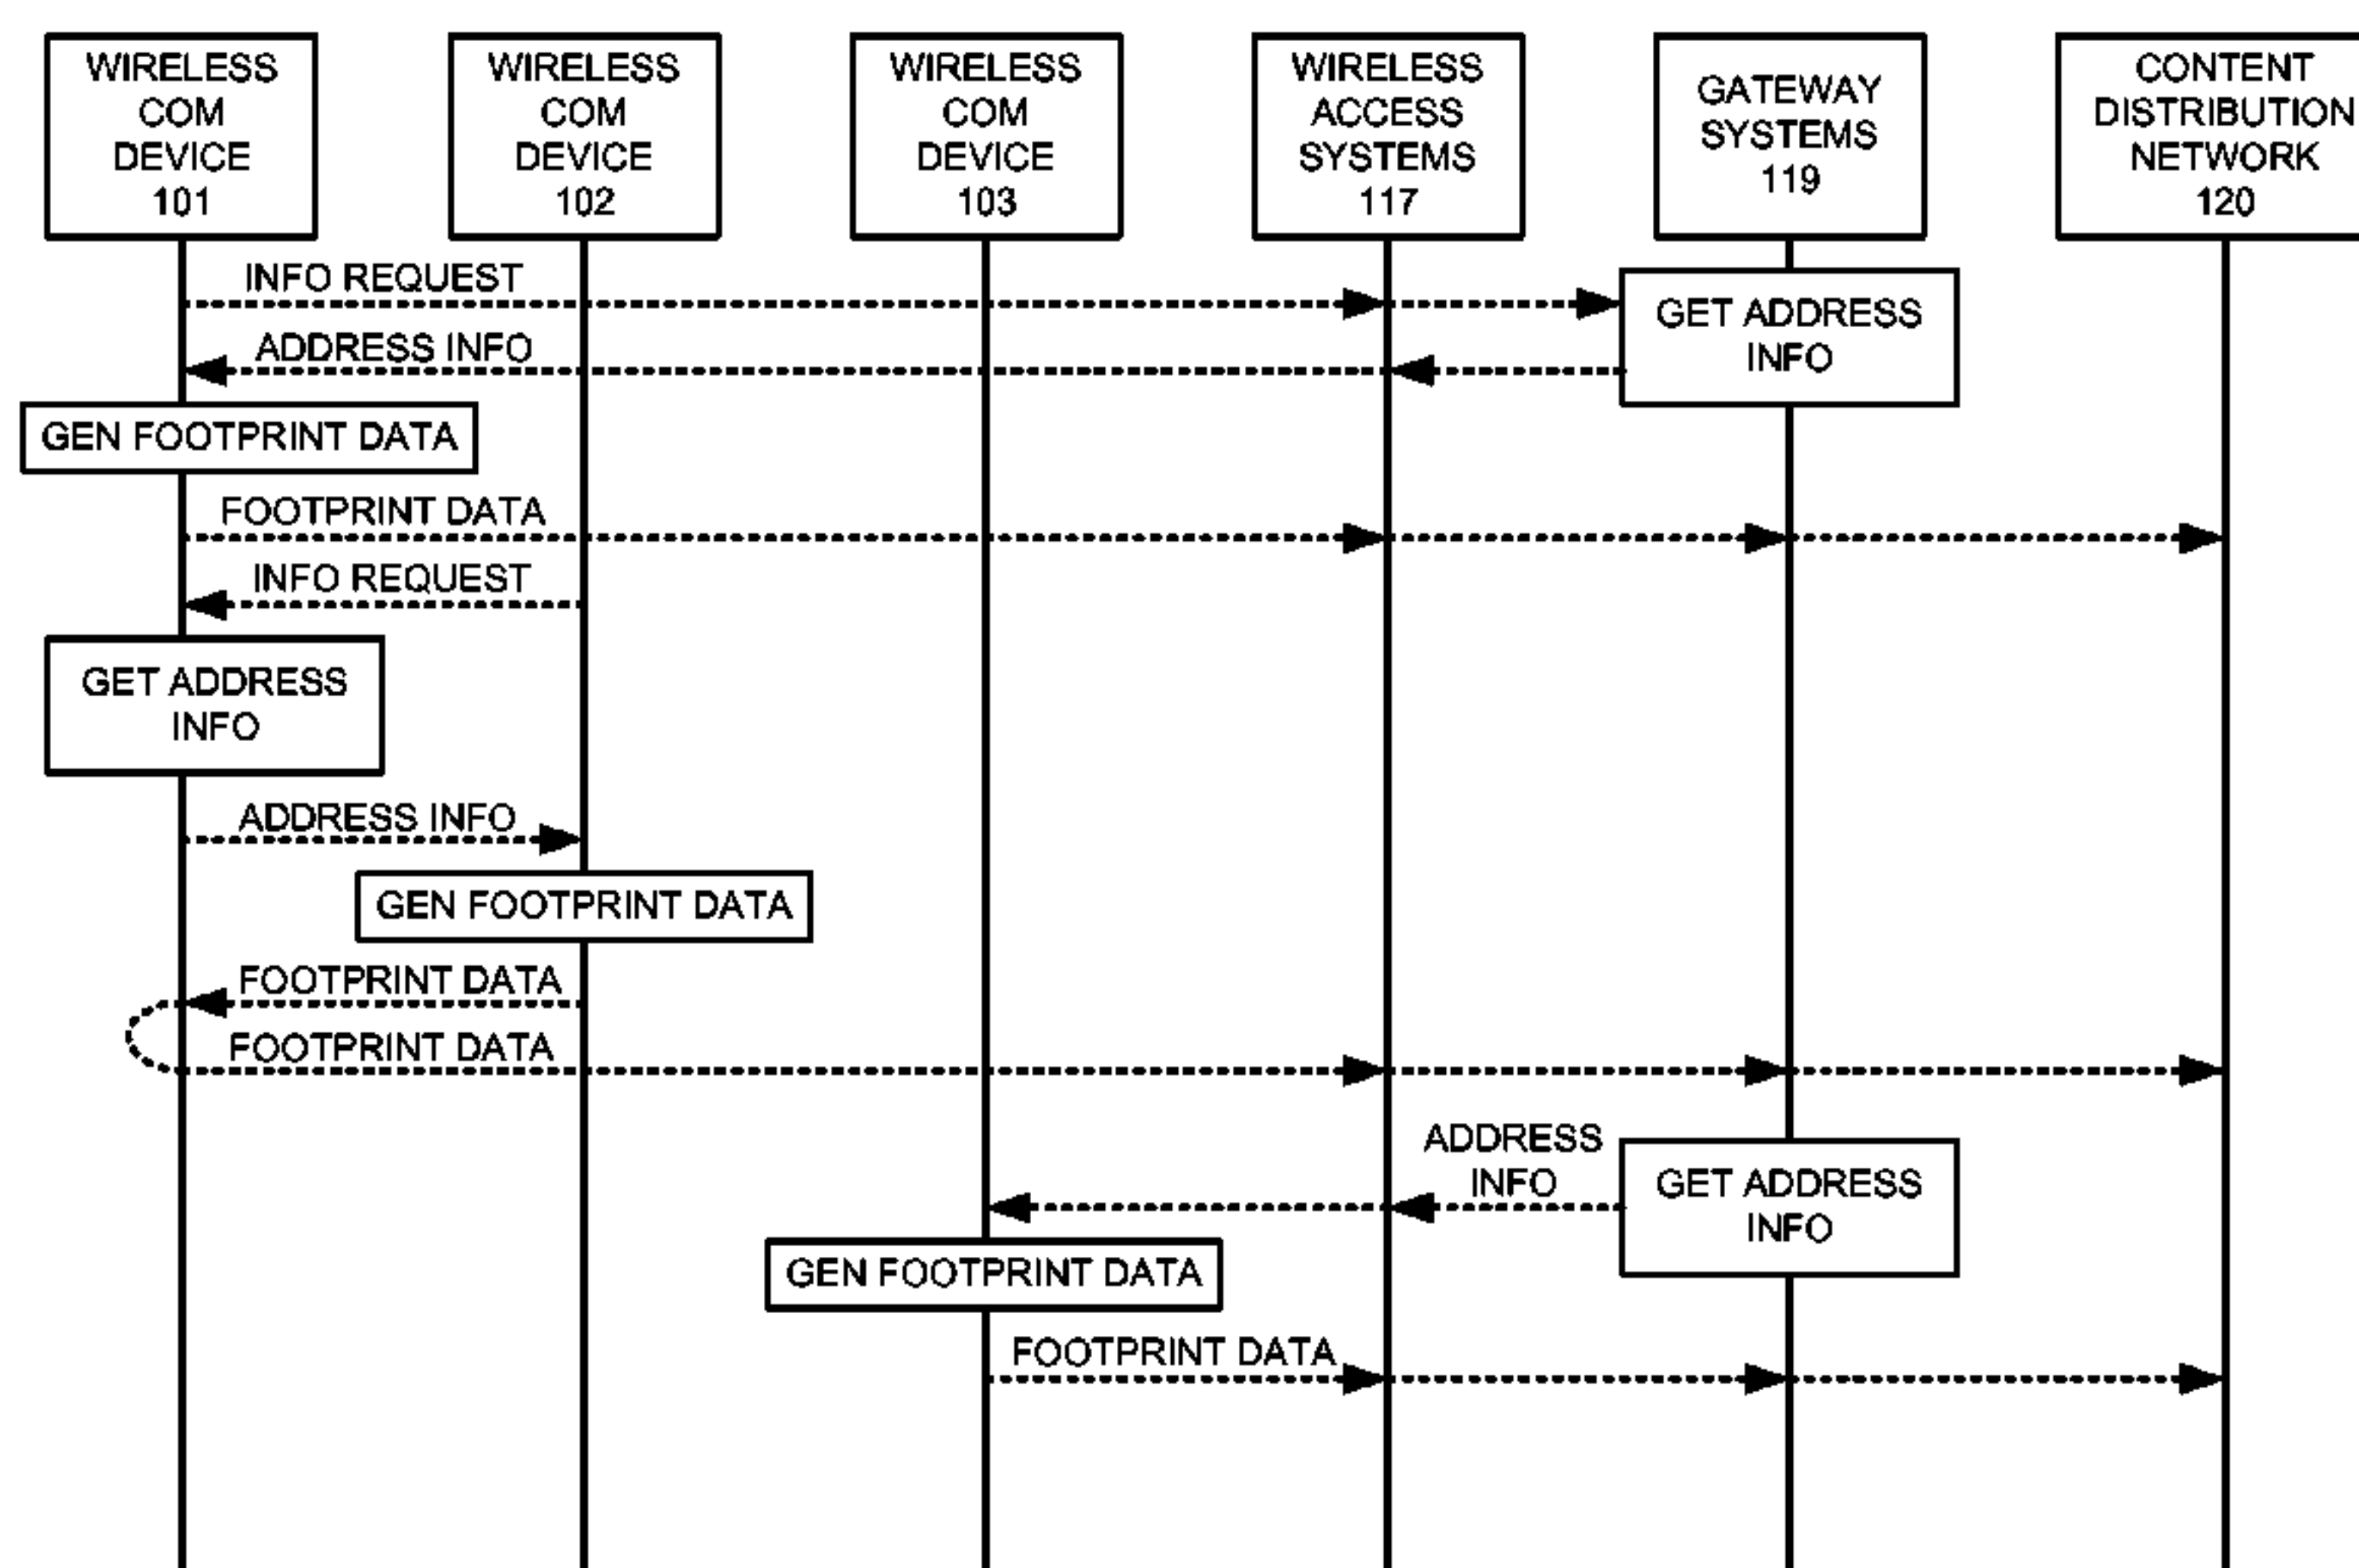 WIRELESS
COM
DEVICE
101
WIRELESS
COM
DEVICE
102
WIRELESS
COM
DEVICE
103
WIRELESS
ACCESS
SYSTEMS
117
GATEWAY
SYSTEMS
119
CONTENT
DISTRIBUTION
NETWORK
120
INFO REQUEST
GET ADDRESS
INFO
ADDRESS INFO
GEN FOOTPRINT DATA
FOOTPRINT DATA
INFO REQUEST
GET ADDRESS
INFO
ADDRESS INFO
GEN FOOTPRINT DATA
FOOTPRINT DATA
FOOTPRINT DATA
ADDRESS
INFO
GET ADDRESS
INFO
GEN FOOTPRINT DATA
FOOTPRINT DATA